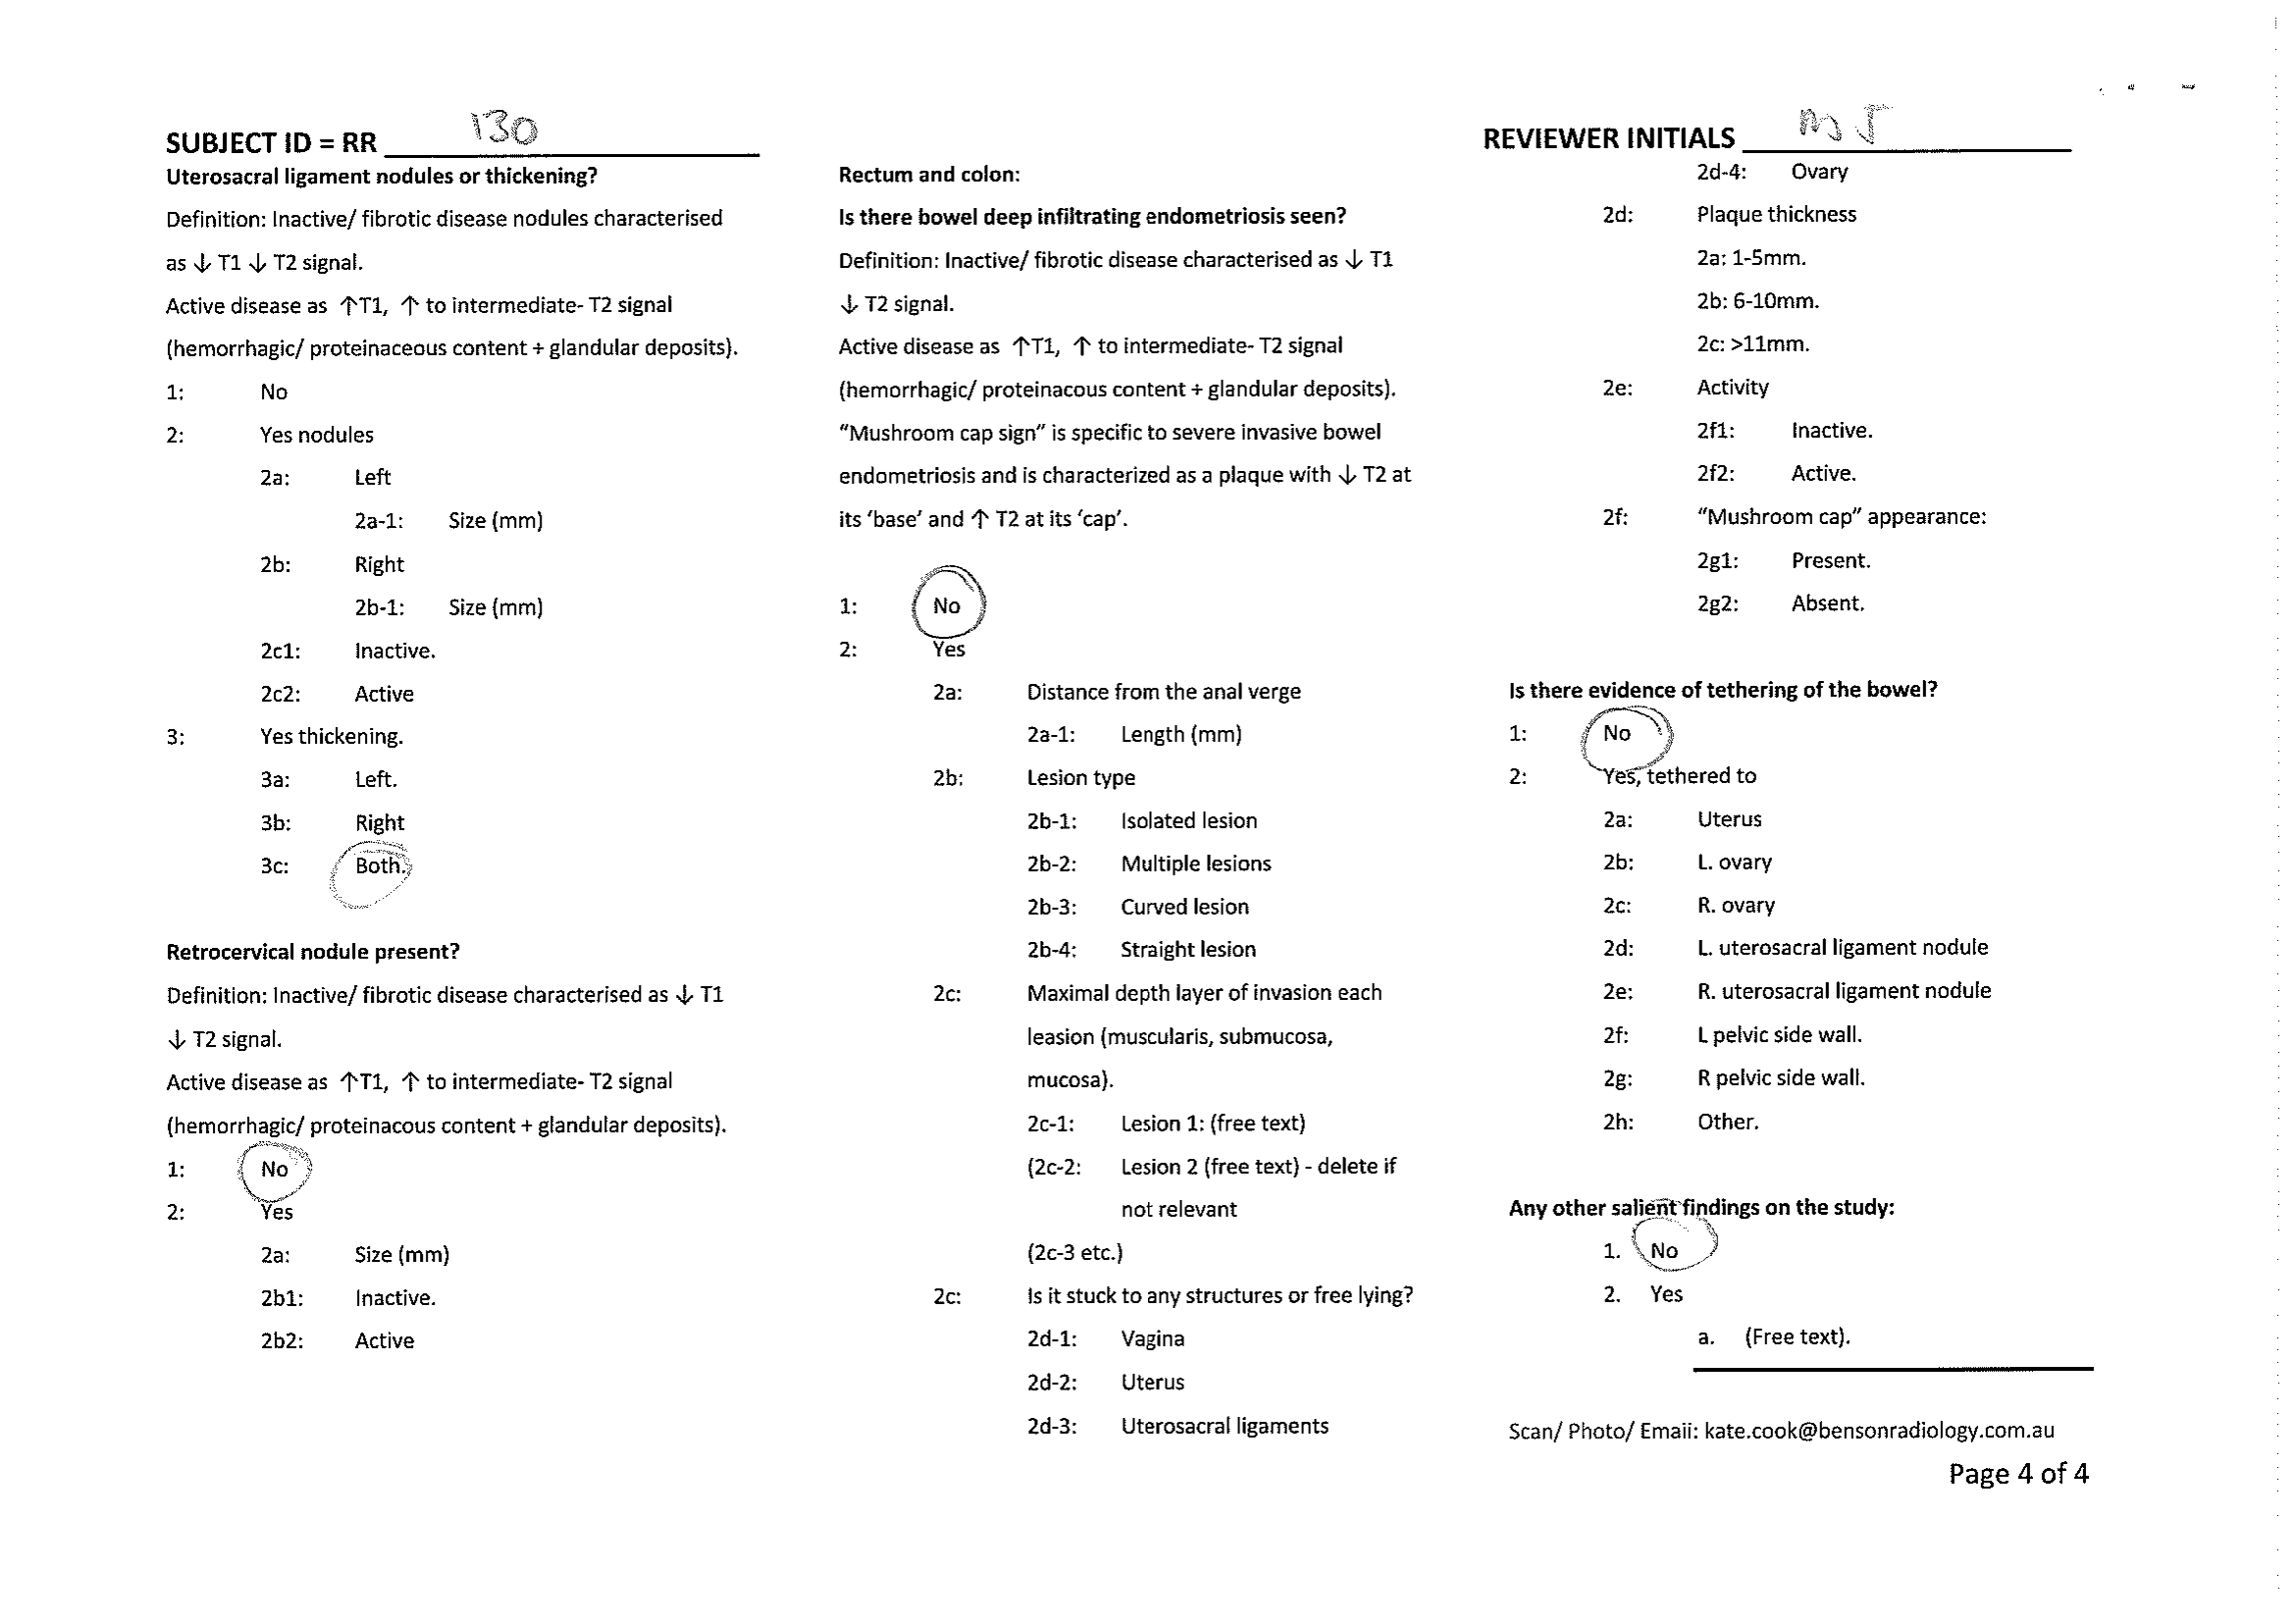 SUBJECT ID = RR 130
REVIEWER INITIALS MJ
Uterosacral ligament nodules or thickening?
Definition: Inactive/ fibrotic disease nodules characterised
as ↓ T1 ↓ T2 signal.
Active disease as ↑T1, ↑ to intermediate- T2 signal
(hemorrhagic/ proteinaceous content + glandular deposits).
1: No
2: Yes nodules
2a: Left
2a-1: Size (mm)
2b: Right
2b-1: Size (mm)
2c1: Inactive.
2c2: Active
3: Yes thickening.
3a: Left.
3b: Right
3c: Both.
Retrocervical nodule present?
Definition: Inactive/ fibrotic disease characterised as ↓ T1
↓ T2 signal.
Active disease as ↑T1, ↑ to intermediate- T2 signal
(hemorrhagic/ proteinacous content + glandular deposits).
1: No
2: Yes
2a: Size (mm)
2b1: Inactive.
2b2: Active
Rectum and colon:
Is there bowel deep infiltrating endometriosis seen?
Definition: Inactive/ fibrotic disease characterised as ↓ T1
↓ T2 signal.
Active disease as ↑T1, ↑ to intermediate- T2 signal
(hemorrhagic/ proteinacous content + glandular deposits).
“Mushroom cap sign” is specific to severe invasive bowel
endometriosis and is characterized as a plaque with ↓ T2 at
its ‘base’ and ↑ T2 at its ‘cap’.
1: No
2: Yes
2a: Distance from the anal verge
2a-1: Length (mm)
2b: Lesion type
2b-1: Isolated lesion
2b-2: Multiple lesions
2b-3: Curved lesion
2b-4: Straight lesion
2c: Maximal depth layer of invasion each
leasion (muscularis, submucosa,
mucosa).
2c-1: Lesion 1: (free text)
(2c-2: Lesion 2 (free text) - delete if
not relevant
(2c-3 etc.)
2c: Is it stuck to any structures or free lying?
2d-1: Vagina
2d-2: Uterus
2d-3: Uterosacral ligaments
2d-4: Ovary
2d: Plaque thickness
2a: 1-5mm.
2b: 6-10mm.
2c: >11mm.
2e: Activity
2f1: Inactive.
2f2: Active.
2f: “Mushroom cap” appearance:
2g1: Present.
2g2: Absent.
Is there evidence of tethering of the bowel?
1: No
2: Yes, tethered to
2a: Uterus
2b: L. ovary
2c: R. ovary
2d: L. uterosacral ligament nodule
2e: R. uterosacral ligament nodule
2f: L pelvic side wall.
2g: R pelvic side wall.
2h: Other.
Any other salient findings on the study:
1. No
2. Yes
a. (Free text).
Scan/ Photo/ Email: kate.cook@bensonradiology.com.au
Page 4 of 4